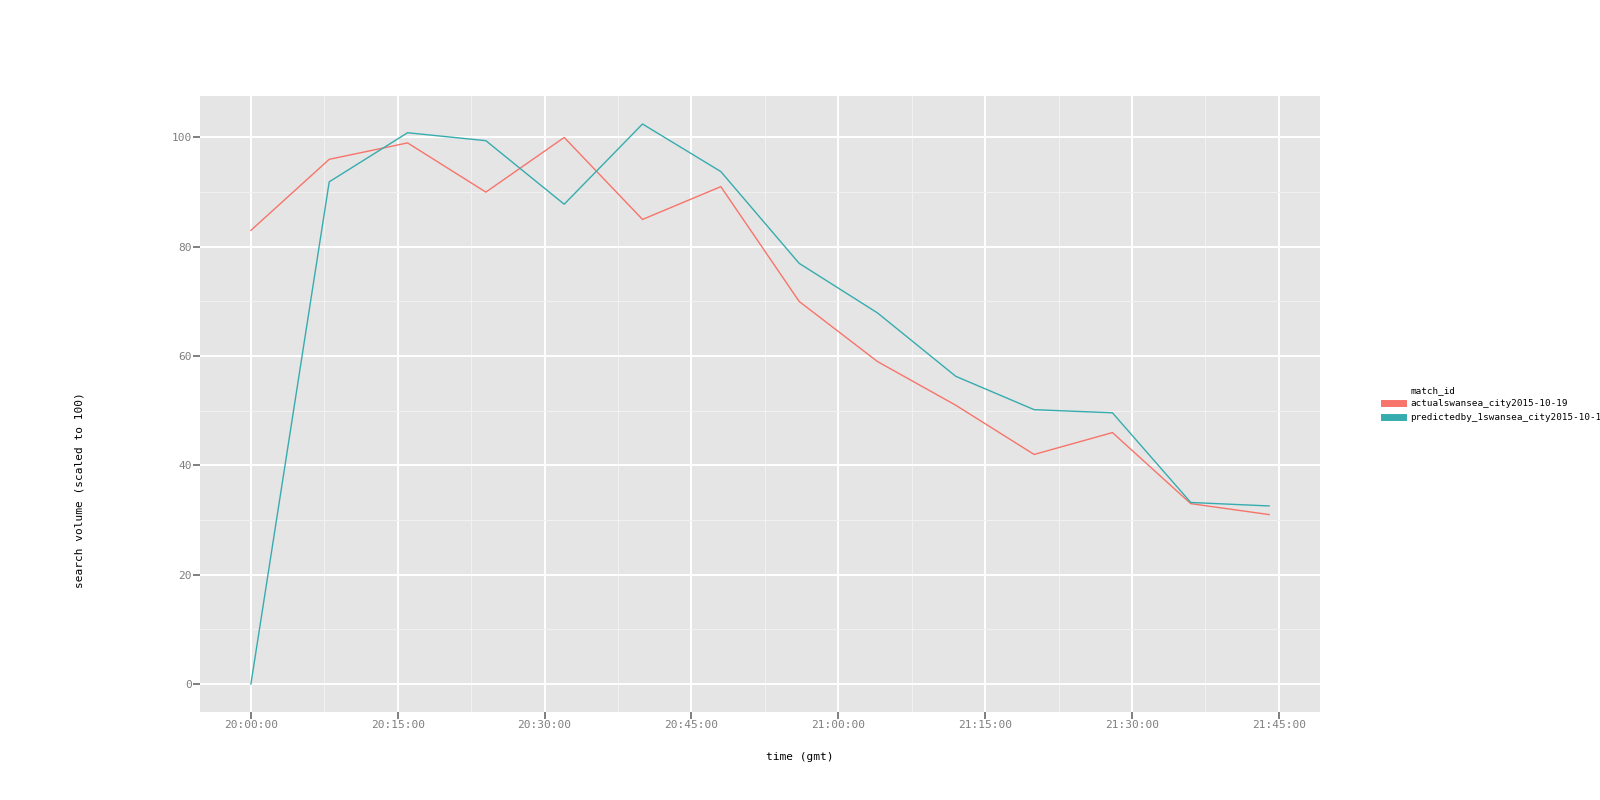 100
80
60
40
20
0
search volume (scaled to 100)
20:00:00 20:15:00 20:30:00 20:45:00 21:00:00 21:15:00 21:30:00 21:45:00
time (gmt)
match_id
actualswansea_city2015-10-19
predictedby_1swansea_city2015-10-1